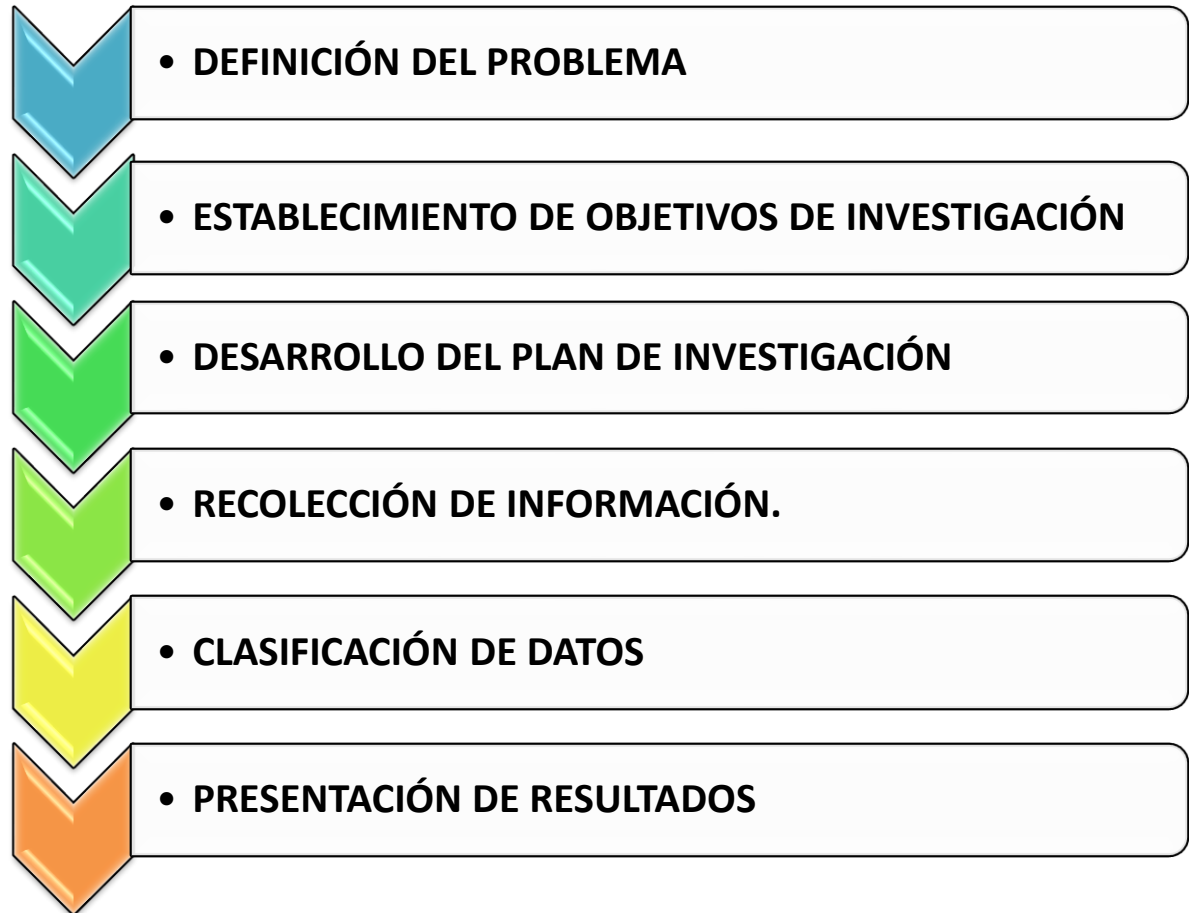 • DEFINICIÓN DEL PROBLEMA
• ESTABLECIMIENTO DE OBJETIVOS DE INVESTIGACIÓN
• DESARROLLO DEL PLAN DE INVESTIGACIÓN
• RECOLECCIÓN DE INFORMACIÓN.
• CLASIFICACIÓN DE DATOS
• PRESENTACIÓN DE RESULTADOS